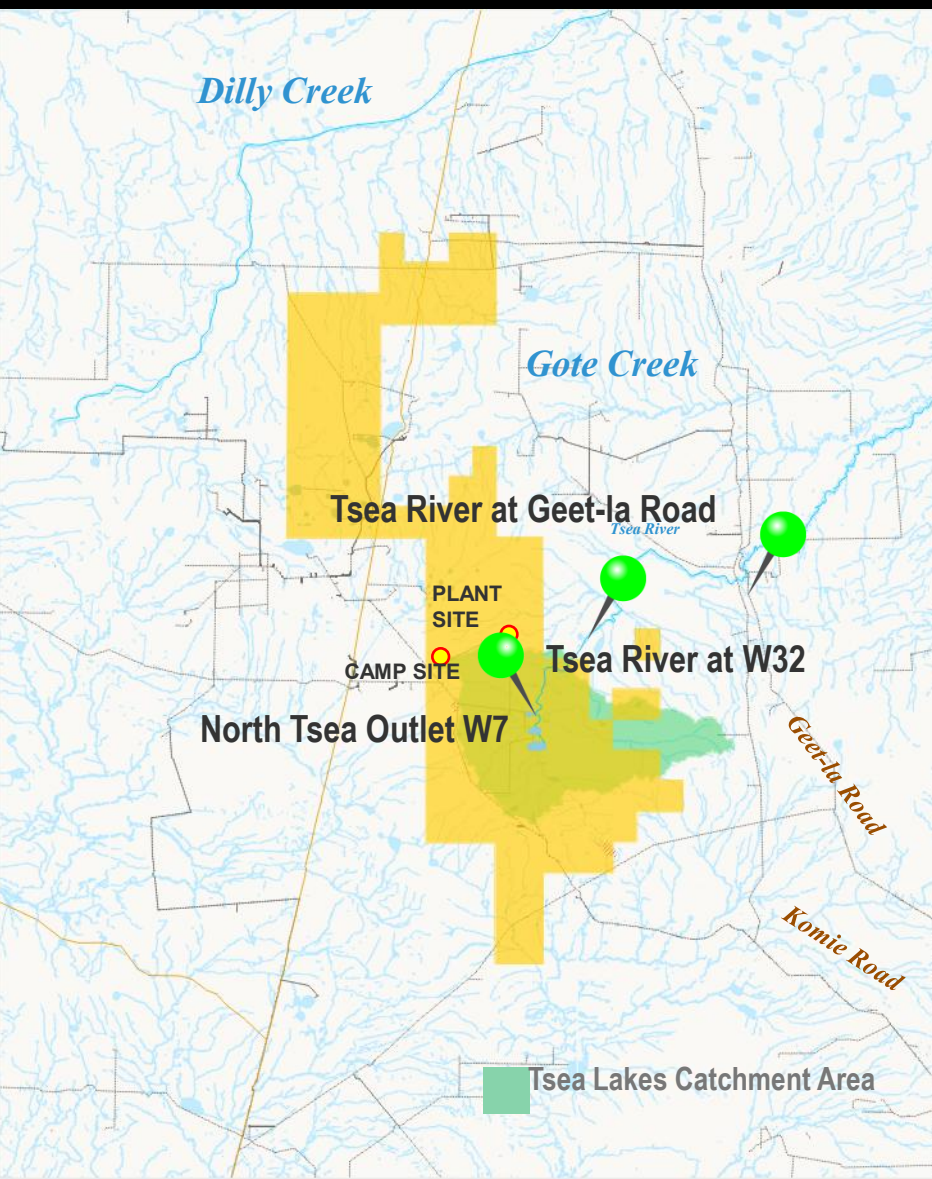 Dilly Creek
Gote Creek
Tsea River at Geet-la Road
Tsea River
PLANT
SITE
CAMP SITE
Tsea River at W32
North Tsea Outlet W7
Geet-la Road
Komie Road
Tsea Lakes Catchment Area